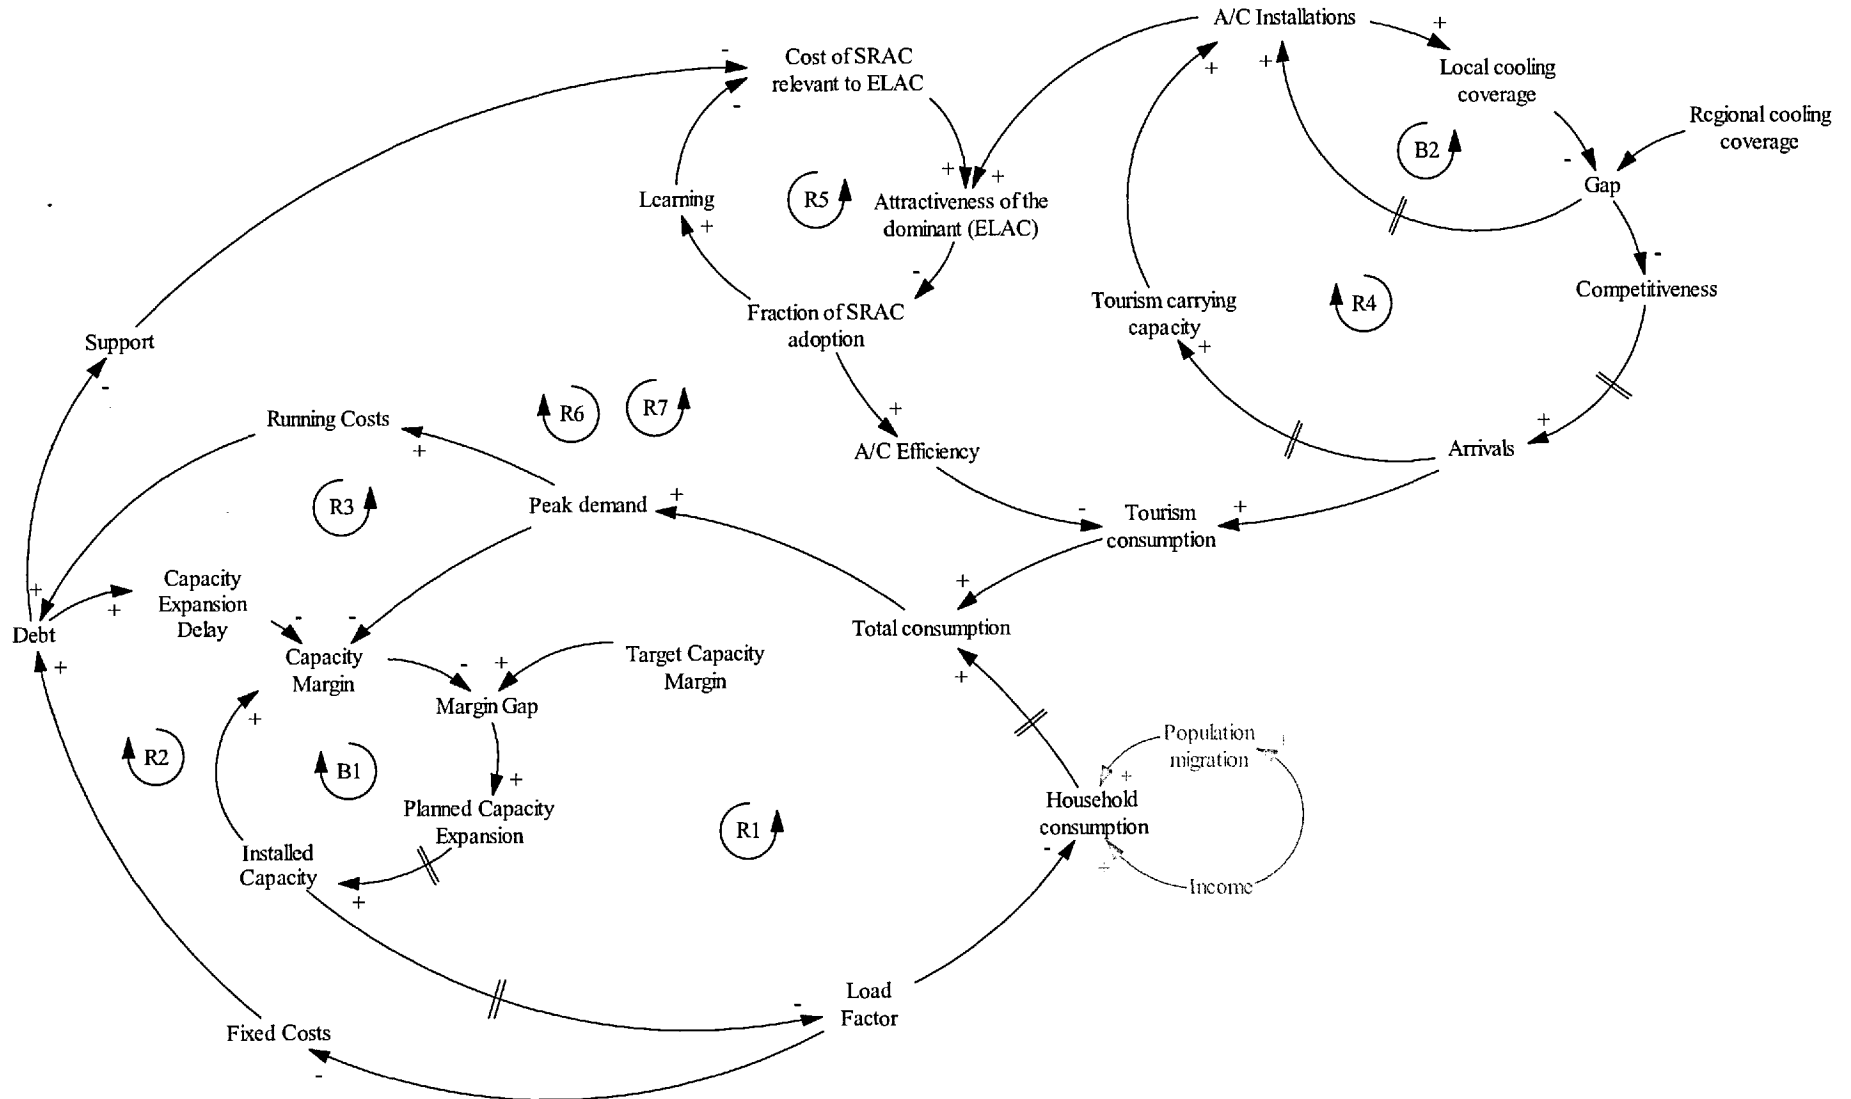 A/C Installations
+
-
Cost of SRAC
relevant to ELAC
+
+
Local cooling
coverage
-
Regional cooling
coverage
B2
-
Gap
+
+
Learning
R5
Attractiveness of the
dominant (ELAC)
+
-
-
Competitiveness
Tourism carrying
capacity
R4
Fraction of SRAC
adoption
+
Support
-
R6
R7
Running Costs
+
+
+
Arrivals
A/C Efficiency
R3
Peak demand
+
-
Tourism
consumption
+
+
+
Capacity
Expansion
Delay
+
-
-
Debt
Total consumption
+
Capacity
Margin
-
+
Target Capacity
Margin
+
Margin Gap
+
R2
B1
+
Population
migration
+
Planned Capacity
Expansion
R1
Household
consumption
-
Installed
Capacity
+
Income
-
Load
Factor
Fixed Costs
-